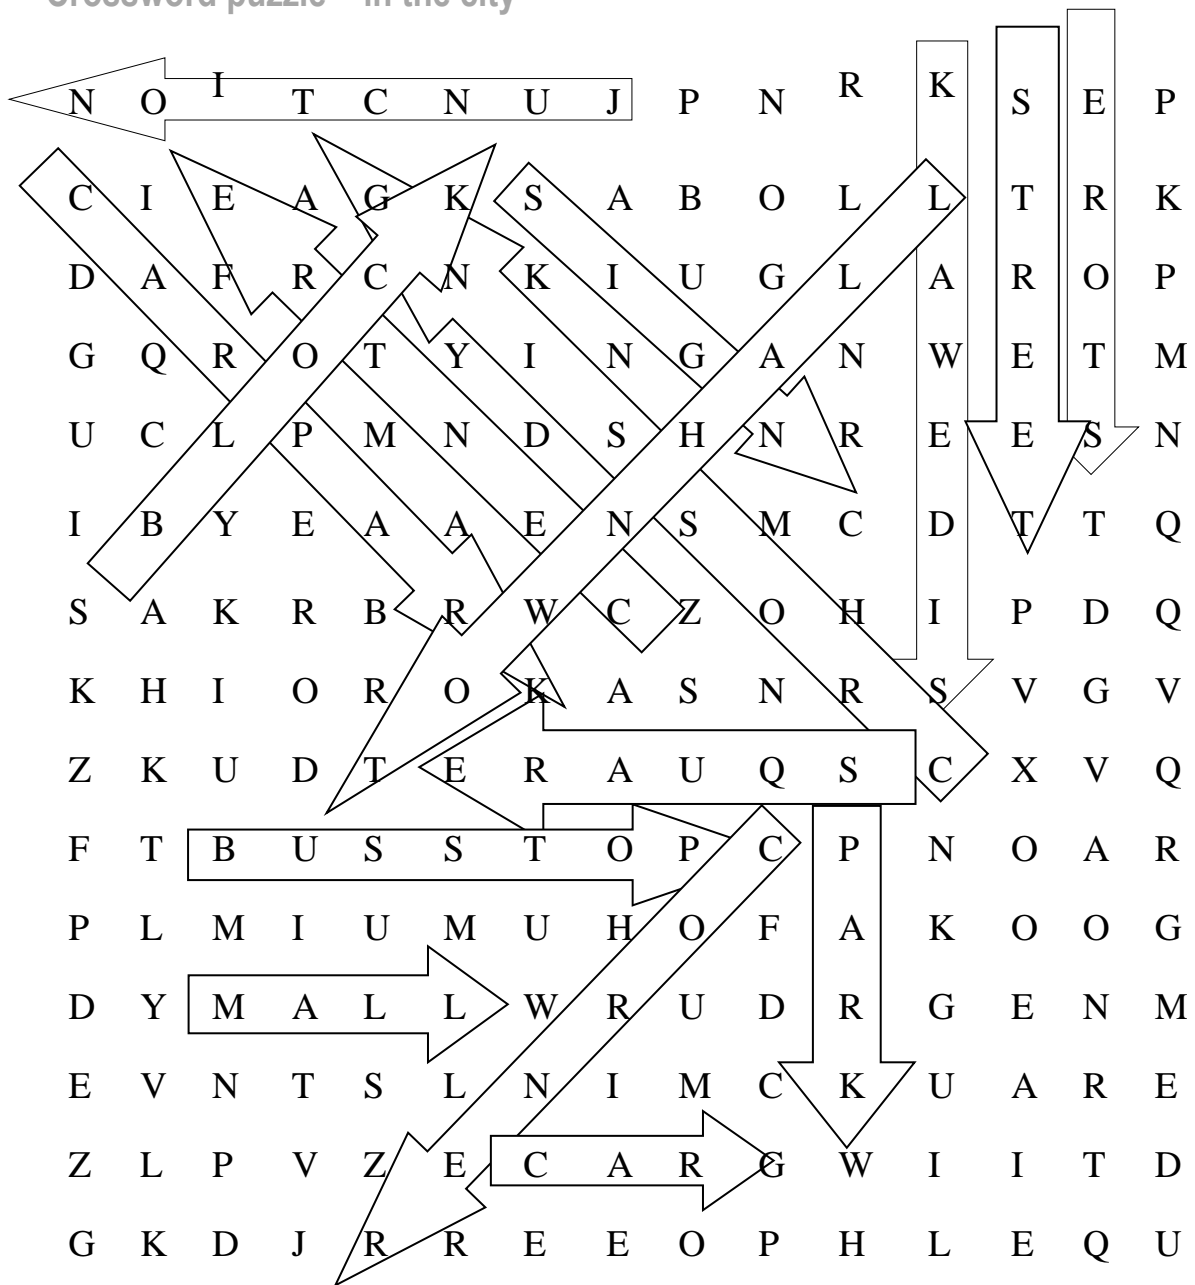 Crossword puzzle – in the city
N O I T C N U J P N R K S E P
C I E A G K S A B O L L T R K
D A F R C N K I U G L A R O P
G Q R O T Y I N G A N W E T M
U C L P M N D S H N R E E S N
I B Y E A A E N S M C D T T Q
S A K R B R W C Z O H I P D Q
K H I O R O K A S N R S V G V
Z K U D T E R A U Q S C X V Q
F T B U S S T O P C P N O A R
P L M I U M U H O F A K O O G
D Y M A L L W R U D R G E N M
E V N T S L N I M C K U A R E
Z L P V Z E C A R G W I I T D
G K D J R R E E O P H L E Q U